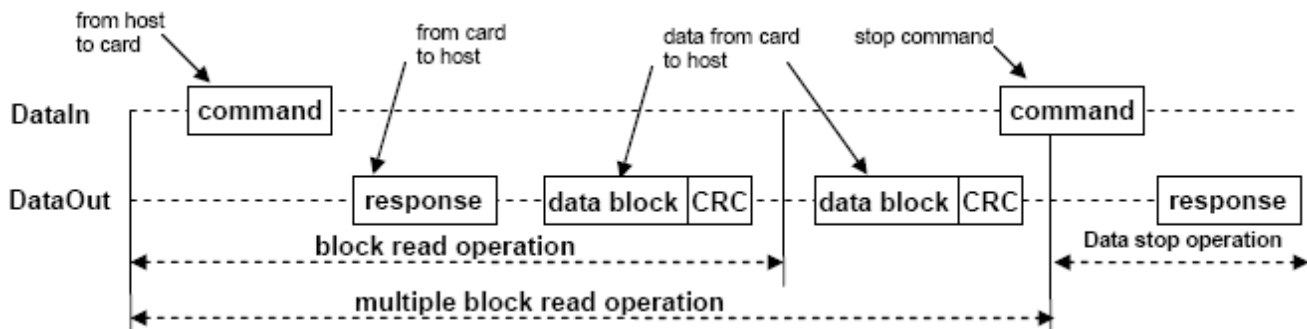 from host
to card
from card
to host
data from card
to host
stop command
DataIn
command
command
DataOut
response
data block
CRC
data block
CRC
response
block read operation
Data stop operation
multiple block read operation